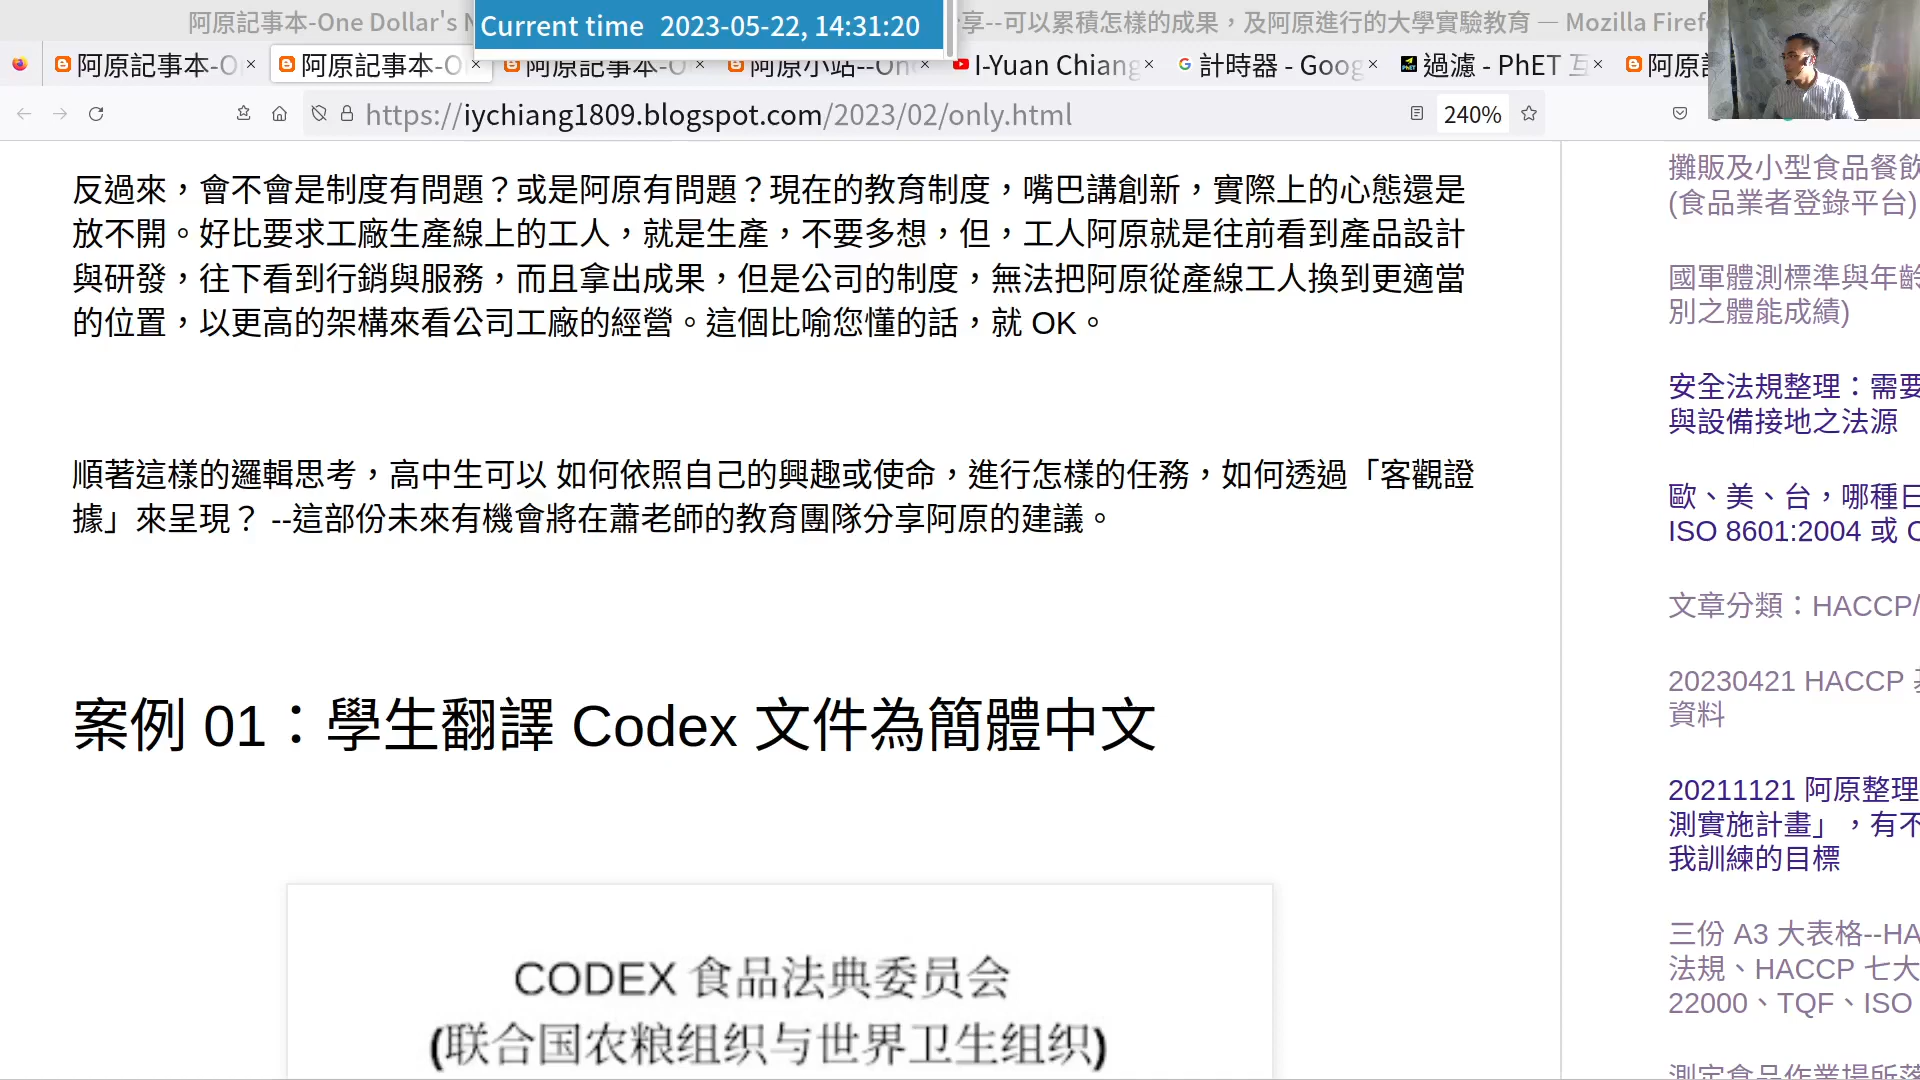 阿原記事本-One Dollar's N
享--可以累積怎樣的成果，及阿原進行的大學實驗教育 — Mozilla Firef
Current time 2023-05-22, 14:31:20
阿原記事本-O
阿原記事本-O
阿原記事本-O
阿原小站--On
I-Yuan Chiang
計時器 - Goog
過濾 - PhET 互
阿原記
https://iychiang1809.blogspot.com/2023/02/only.html
240%
反過來，會不會是制度有問題？或是阿原有問題？現在的教育制度，嘴巴講創新，實際上的心態還是
放不開。好比要求工廠生產線上的工人，就是生產，不要多想，但，工人阿原就是往前看到產品設計
與研發，往下看到行銷與服務，而且拿出成果，但是公司的制度，無法把阿原從產線工人換到更適當
的位置，以更高的架構來看公司工廠的經營。這個比喻您懂的話，就 OK。
順著這樣的邏輯思考，高中生可以 如何依照自己的興趣或使命，進行怎樣的任務，如何透過「客觀證
據」來呈現？ --這部份未來有機會將在蕭老師的教育團隊分享阿原的建議。
案例 01：學生翻譯 Codex 文件為簡體中文
CODEX 食品法典委员会
(联合国农粮组织与世界卫生组织)
攤販及小型食品餐飲
(食品業者登錄平台)
國軍體測標準與年齡
別之體能成績)
安全法規整理：需要
與設備接地之法源
歐、美、台，哪種日
ISO 8601:2004 或 C
文章分類：HACCP/
20230421 HACCP 基
資料
20211121 阿原整理
測實施計畫」，有不
我訓練的目標
三份 A3 大表格--HA
法規、HACCP 七大
22000、TQF、ISO
測定食品作業場所落